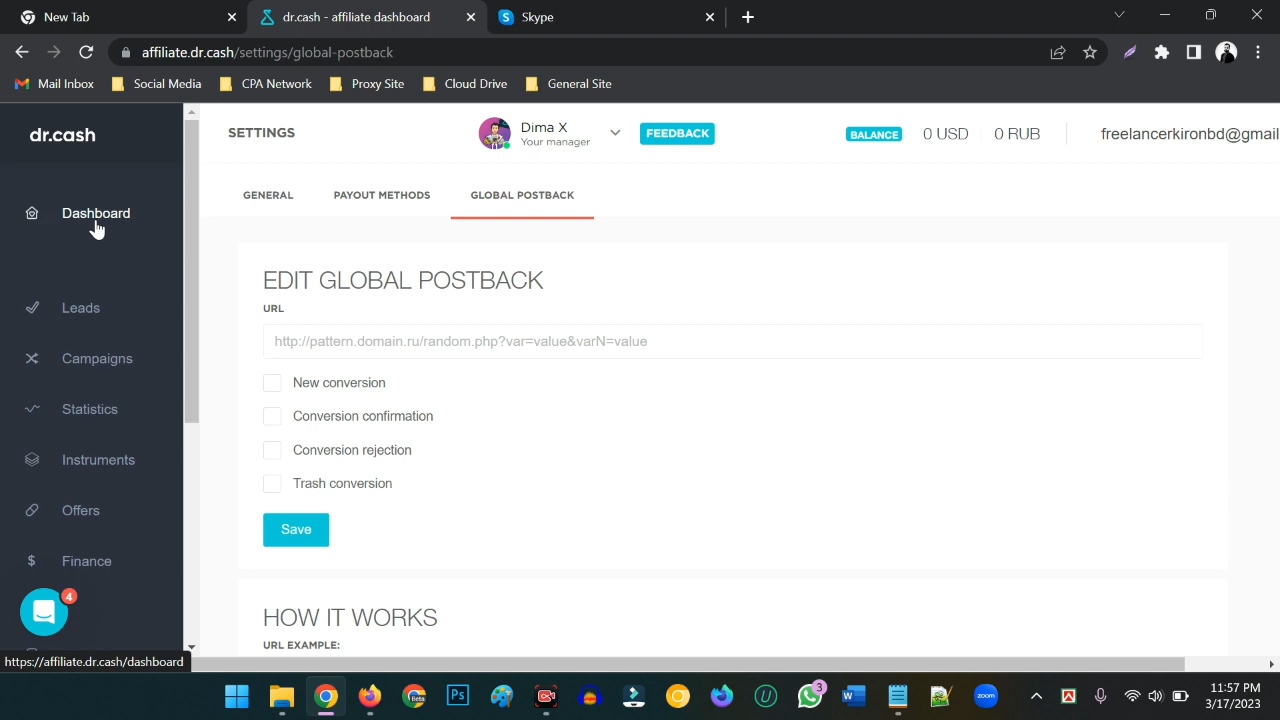 New Tab
dr.cash - affiliate dashboard
Skype
affiliate.dr.cash/settings/global-postback
Mail Inbox
Social Media
CPA Network
Proxy Site
Cloud Drive
General Site
dr.cash
SETTINGS
Dima X
Your manager
FEEDBACK
BALANCE
0 USD
0 RUB
freelancerkironbd@gmail
GENERAL
PAYOUT METHODS
GLOBAL POSTBACK
Dashboard
Leads
Campaigns
Statistics
Instruments
Offers
Finance
4
EDIT GLOBAL POSTBACK
URL
http://pattern.domain.ru/random.php?var=value&varN=value
New conversion
Conversion confirmation
Conversion rejection
Trash conversion
Save
HOW IT WORKS
URL EXAMPLE:
https://affiliate.dr.cash/dashboard
Beta
Ps
3
W
zoom
A
11:57 PM
3/17/2023